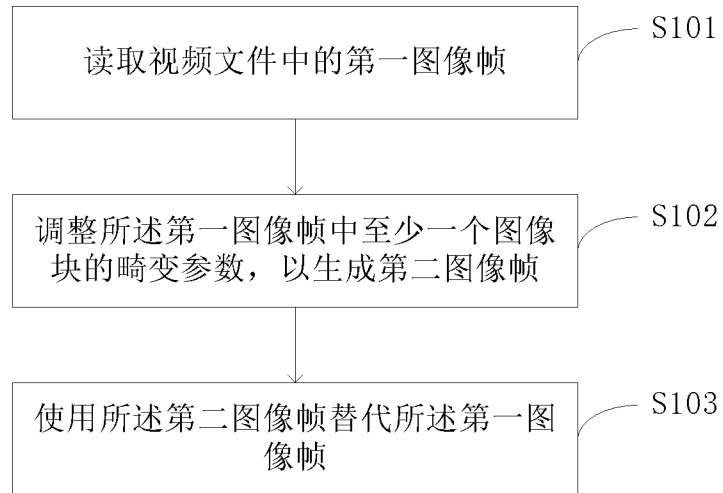 读取视频文件中的第一图像帧
S101
调整所述第一图像帧中至少一个图像
块的畸变参数，以生成第二图像帧
S102
使用所述第二图像帧替代所述第一图
像帧
S103